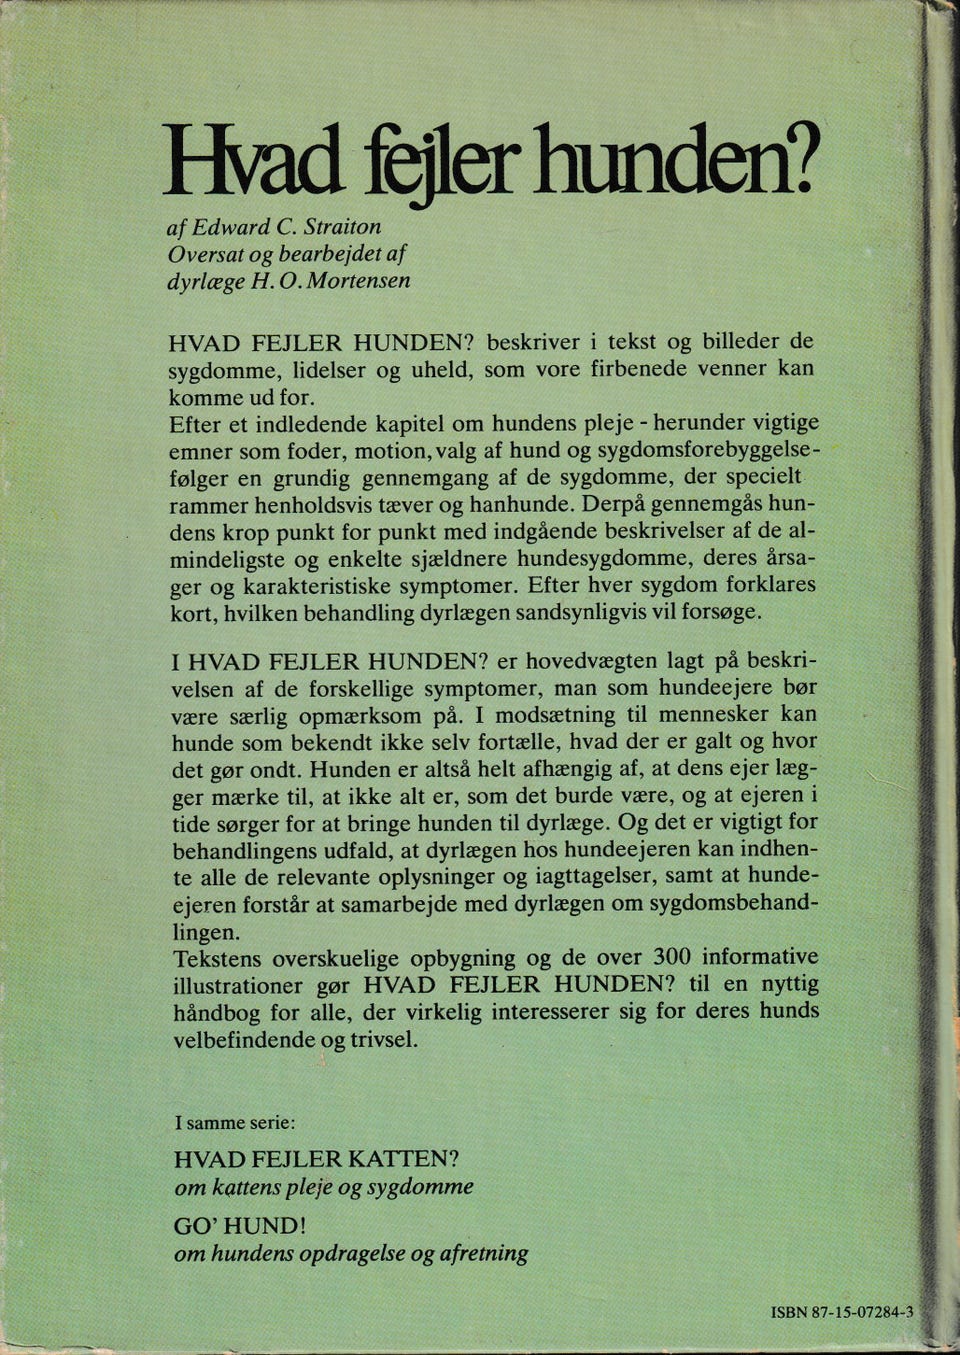 Hvad fejler hunden?
af Edward C. Straiton
Oversat og bearbejdet af
dyrlæge H. O. Mortensen
HVAD FEJLER HUNDEN? beskriver i tekst og billeder de
sygdomme, lidelser og uheld, som vore firbenede venner kan
komme ud for.
Efter et indledende kapitel om hundens pleje - herunder vigtige
emner som foder, motion, valg af hund og sygdomsforebyggelse-
følger en grundig gennemgang af de sygdomme, der specielt
rammer henholdsvis tæver og hanhunde. Derpå gennemgås hun-
dens krop punkt for punkt med indgående beskrivelser af de al-
mindeligste og enkelte sjældnere hundesygdomme, deres årsa-
ger og karakteristiske symptomer. Efter hver sygdom forklares
kort, hvilken behandling dyrlægen sandsynligvis vil forsøge.
I HVAD FEJLER HUNDEN? er hovedvægten lagt på beskri-
velsen af de forskellige symptomer, man som hundeejere bør
være særlig opmærksom på. I modsætning til mennesker kan
hunde som bekendt ikke selv fortælle, hvad der er galt og hvor
det gør ondt. Hunden er altså helt afhængig af, at dens ejer læg-
ger mærke til, at ikke alt er, som det burde være, og at ejeren i
tide sørger for at bringe hunden til dyrlæge. Og det er vigtigt for
behandlingens udfald, at dyrlægen hos hundeejeren kan indhen-
te alle de relevante oplysninger og iagttagelser, samt at hunde-
ejeren forstår at samarbejde med dyrlægen om sygdomsbehand-
lingen.
Tekstens overskuelige opbygning og de over 300 informative
illustrationer gør HVAD FEJLER HUNDEN? til en nyttig
håndbog for alle, der virkelig interesserer sig for deres hunds
velbefindende og trivsel.
I samme serie:
HVAD FEJLER KATTEN?
om kattens pleje og sygdomme
GO' HUND!
om hundens opdragelse og afretning
ISBN 87-15-07284-3